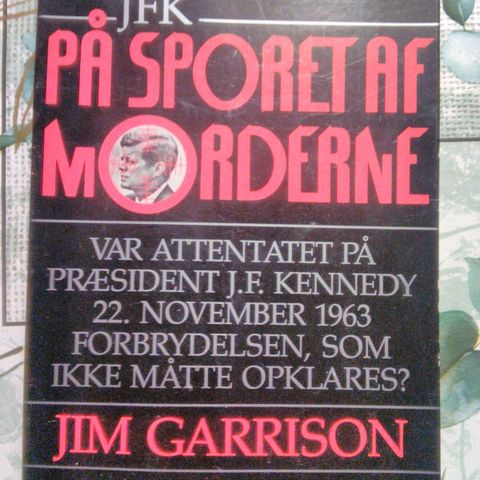 JFK
PÅ SPORET AF
MORDERNE
VAR ATTENTATET PÅ
PRÆSIDENT J.F. KENNEDY
22. NOVEMBER 1963
FORBRYDELSEN, SOM
IKKE MÅTTE OPKLARES?
JIM GARRISON